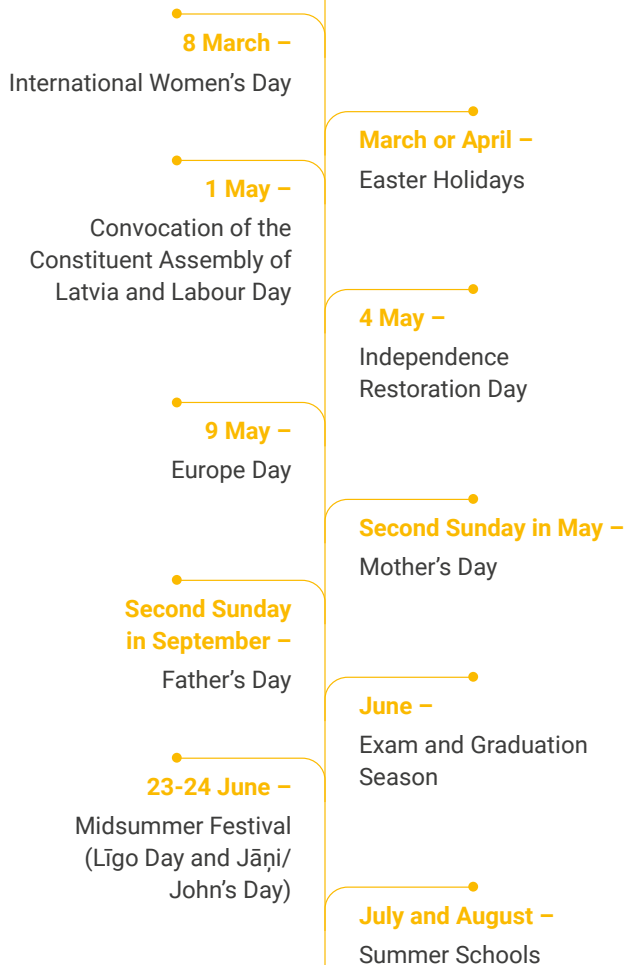 8 March –
International Women's Day
March or April –
Easter Holidays
1 May –
Convocation of the
Constituent Assembly of
Latvia and Labour Day
4 May –
Independence
Restoration Day
9 May –
Europe Day
Second Sunday in May –
Mother's Day
Second Sunday
in September –
Father's Day
June –
Exam and Graduation
Season
23-24 June –
Midsummer Festival
(Līgo Day and Jāņi/
John's Day)
July and August –
Summer Schools